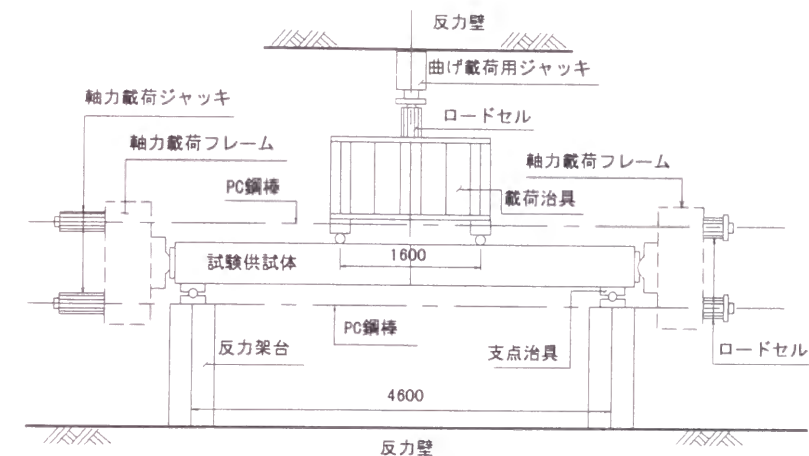 反力壁
曲げ載荷用ジャッキ
軸力載荷ジャッキ
ロードセル
軸力載荷フレーム
軸力載荷フレーム
PC鋼棒
載荷治具
試験供試体
1600
PC鋼棒
反力架台
支点治具
ロードセル
4600
反力壁